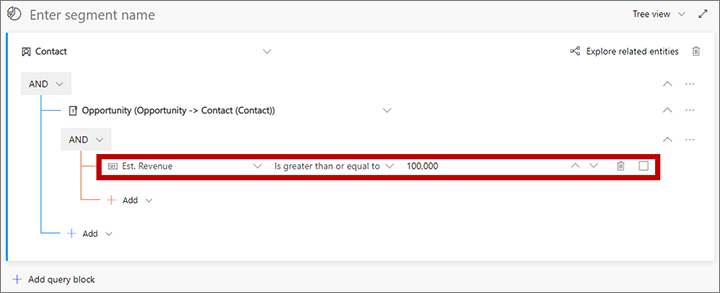 Enter segment name
Tree view
Contact
Explore related entities
AND
Opportunity (Opportunity -> Contact (Contact))
AND
Est. Revenue Is greater than or equal to 100,000
Add
Add
Add query block